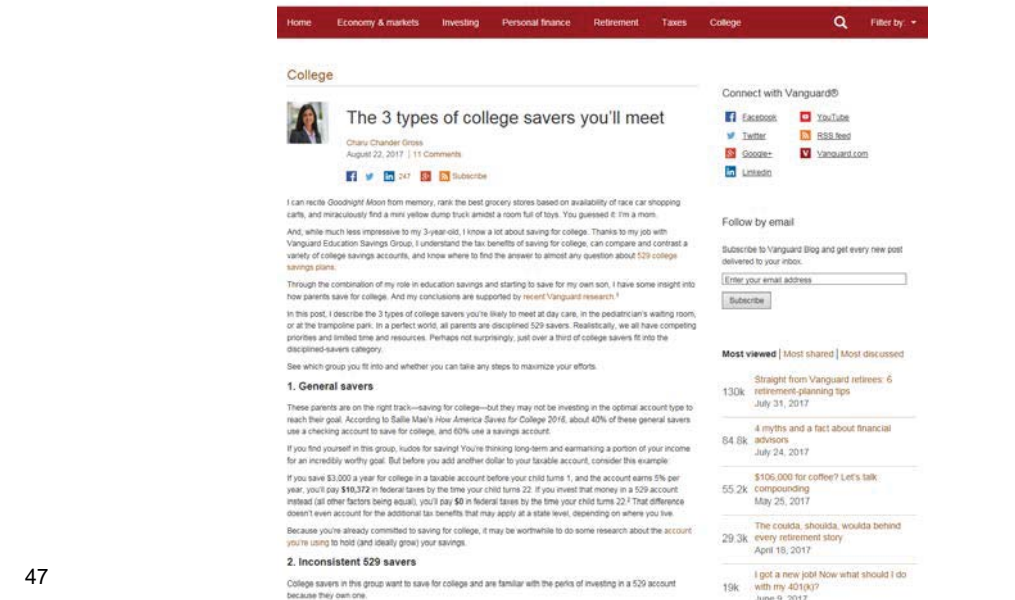 Home Economy & markets Investing Personal finance Retirement Taxes College Filter by:
College
The 3 types of college savers you'll meet
Charu Chander Gross
August 22, 2017 | 11 Comments
247 Subscribe
I can recite Goodnight Moon from memory, rank the best grocery stores based on availability of race car shopping
carts, and miraculously find a mini yellow dump truck amidst a room full of toys. You guessed it: I'm a mom.
And, while much less impressive to my 3-year-old, I know a lot about saving for college. Thanks to my job with
Vanguard Education Savings Group, I understand the tax benefits of saving for college, can compare and contrast a
variety of college savings accounts, and know where to find the answer to almost any question about 529 college
savings plans.
Through the combination of my role in education savings and starting to save for my own son, I have some insight into
how parents save for college. And my conclusions are supported by recent Vanguard research.¹
In this post, I describe the 3 types of college savers you're likely to meet at day care, in the pediatrician's waiting room,
or at the trampoline park. In a perfect world, all parents are disciplined 529 savers. Realistically, we all have competing
priorities and limited time and resources. Perhaps not surprisingly, just over a third of college savers fit into the
disciplined-savers category.
See which group you fit into and whether you can take any steps to maximize your efforts.
1. General savers
These parents are on the right track—saving for college—but they may not be investing in the optimal account type to
reach their goal. According to Sallie Mae's How America Saves for College 2016, about 40% of these general savers
use a checking account to save for college, and 60% use a savings account.
If you find yourself in this group, kudos for saving! You're thinking long-term and earmarking a portion of your income
for an incredibly worthy goal. But before you add another dollar to your taxable account, consider this example:
If you save $3,000 a year for college in a taxable account before your child turns 1, and the account earns 5% per
year, you'll pay $10,372 in federal taxes by the time your child turns 22. If you invest that money in a 529 account
instead (all other factors being equal), you'll pay $0 in federal taxes by the time your child turns 22.² That difference
doesn't even account for the additional tax benefits that may apply at a state level, depending on where you live.
Because you're already committed to saving for college, it may be worthwhile to do some research about the account
you're using to hold (and ideally grow) your savings.
2. Inconsistent 529 savers
College savers in this group want to save for college and are familiar with the perks of investing in a 529 account
because they own one.
Connect with Vanguard®
Facebook YouTube
Twitter RSS feed
Google+ Vanguard.com
LinkedIn
Follow by email
Subscribe to Vanguard Blog and get every new post
delivered to your inbox.
Enter your email address
Subscribe
Most viewed | Most shared | Most discussed
130k Straight from Vanguard retirees: 6
retirement-planning tips
July 31, 2017
84.8k 4 myths and a fact about financial
advisors
July 24, 2017
55.2k $106,000 for coffee? Let's talk
compounding
May 25, 2017
29.3k The coulda, shoulda, woulda behind
every retirement story
April 18, 2017
19k I got a new job! Now what should I do
with my 401(k)?
June 9, 2017
47